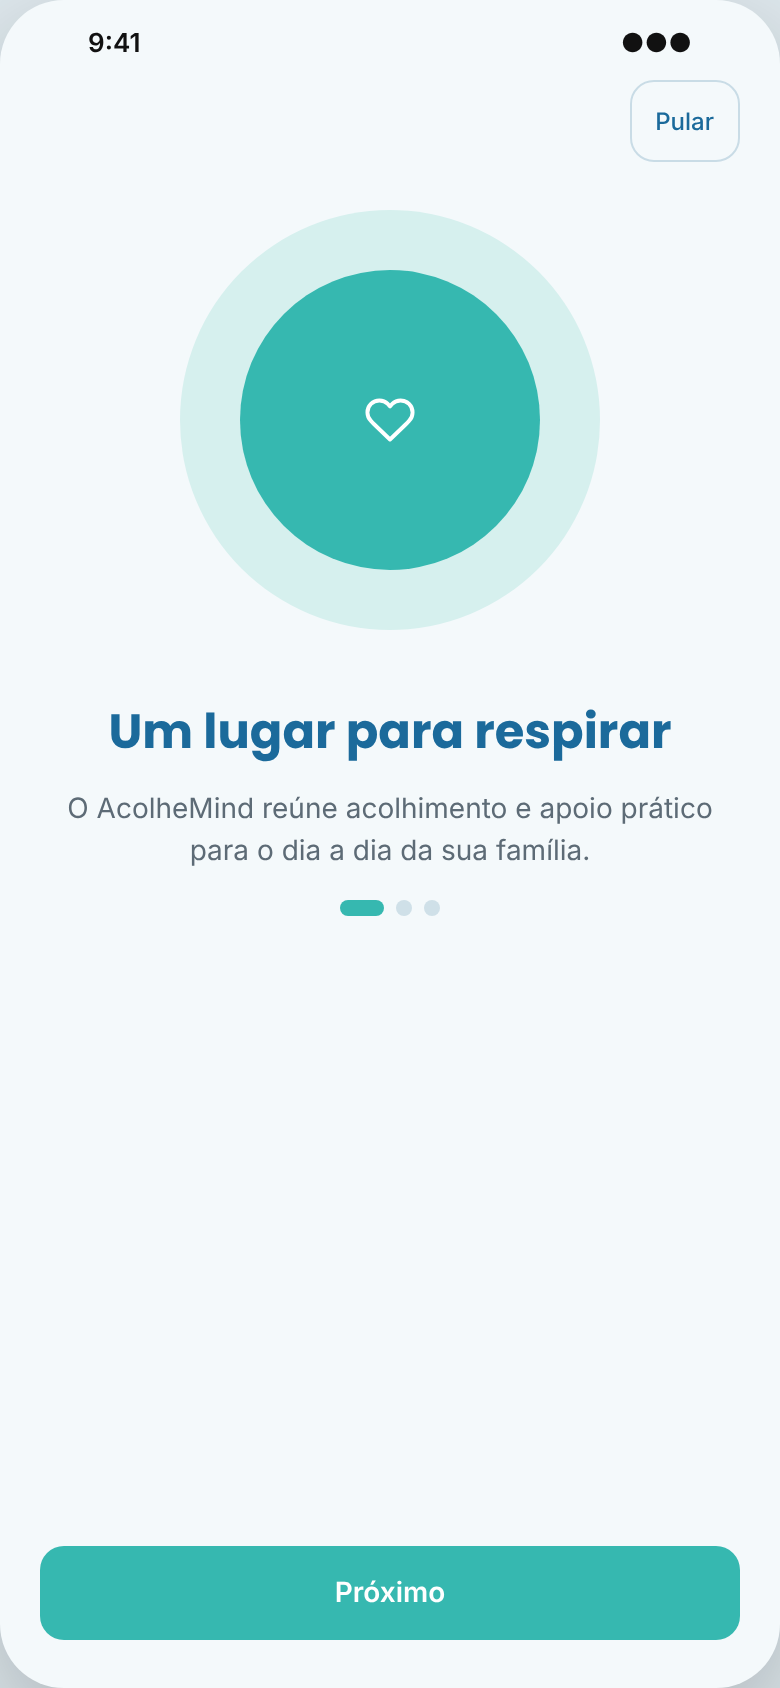 9:41
Pular
Um lugar para respirar
O AcolheMind reúne acolhimento e apoio prático
para o dia a dia da sua família.
Próximo